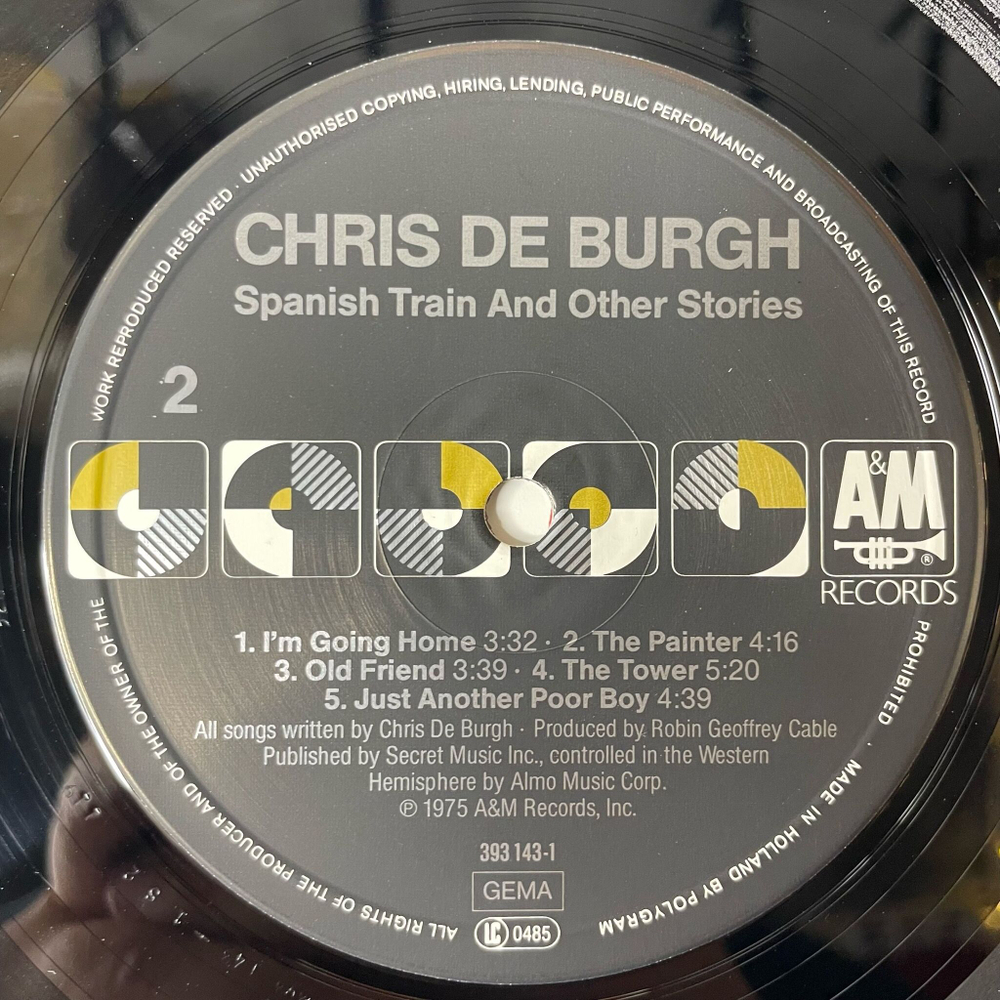 WORK REPRODUCED RESERVED · UNAUTHORISED COPYING, HIRING, LENDING, PUBLIC PERFORMANCE AND BROADCASTING OF THIS RECORD
CHRIS DE BURGH
Spanish Train And Other Stories
2
A&M
®
RECORDS
1. I'm Going Home 3:32 · 2. The Painter 4:16
3. Old Friend 3:39 · 4. The Tower 5:20
5. Just Another Poor Boy 4:39
All songs written by Chris De Burgh · Produced by Robin Geoffrey Cable
Published by Secret Music Inc., controlled in the Western
Hemisphere by Almo Music Corp.
℗ 1975 A&M Records, Inc.
393 143-1
GEMA
LC 0485
PROHIBITED · MADE IN HOLLAND BY POLYGRAM
ALL RIGHTS OF THE PRODUCER AND OF THE OWNER OF THE